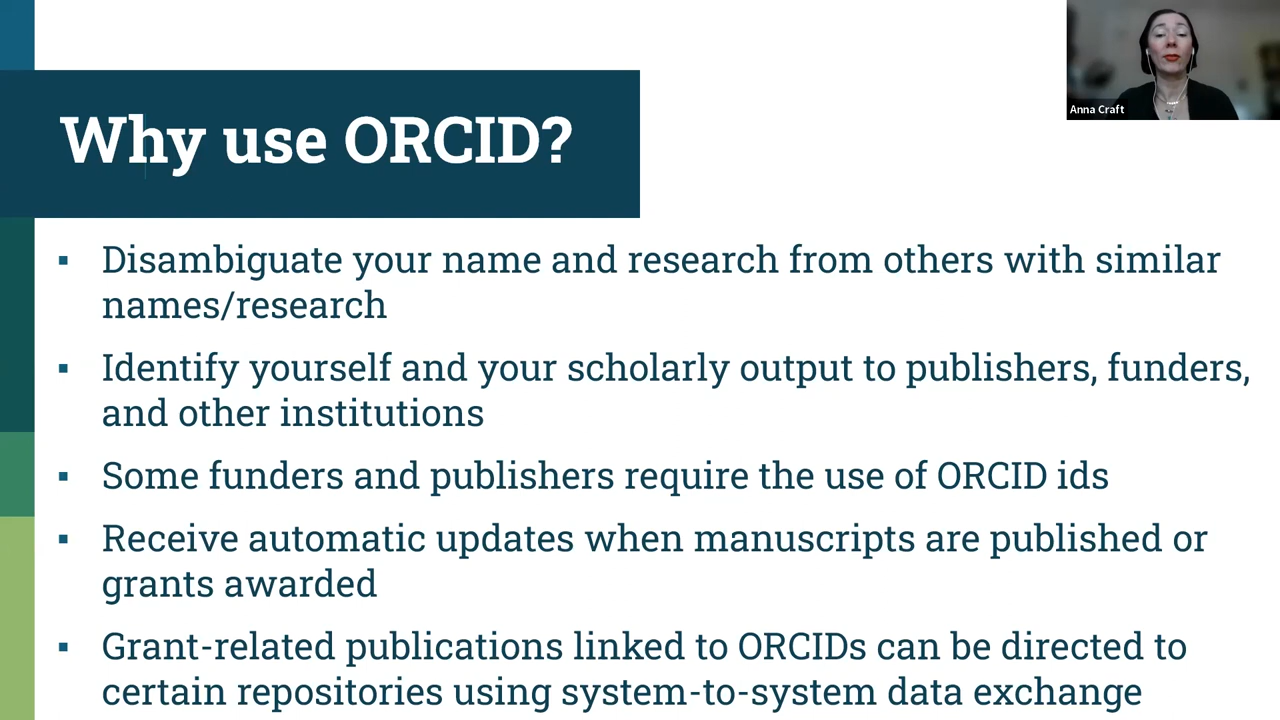 Anna Craft
Why use ORCID?
▪ Disambiguate your name and research from others with similar
names/research
▪ Identify yourself and your scholarly output to publishers, funders,
and other institutions
▪ Some funders and publishers require the use of ORCID ids
▪ Receive automatic updates when manuscripts are published or
grants awarded
▪ Grant-related publications linked to ORCIDs can be directed to
certain repositories using system-to-system data exchange